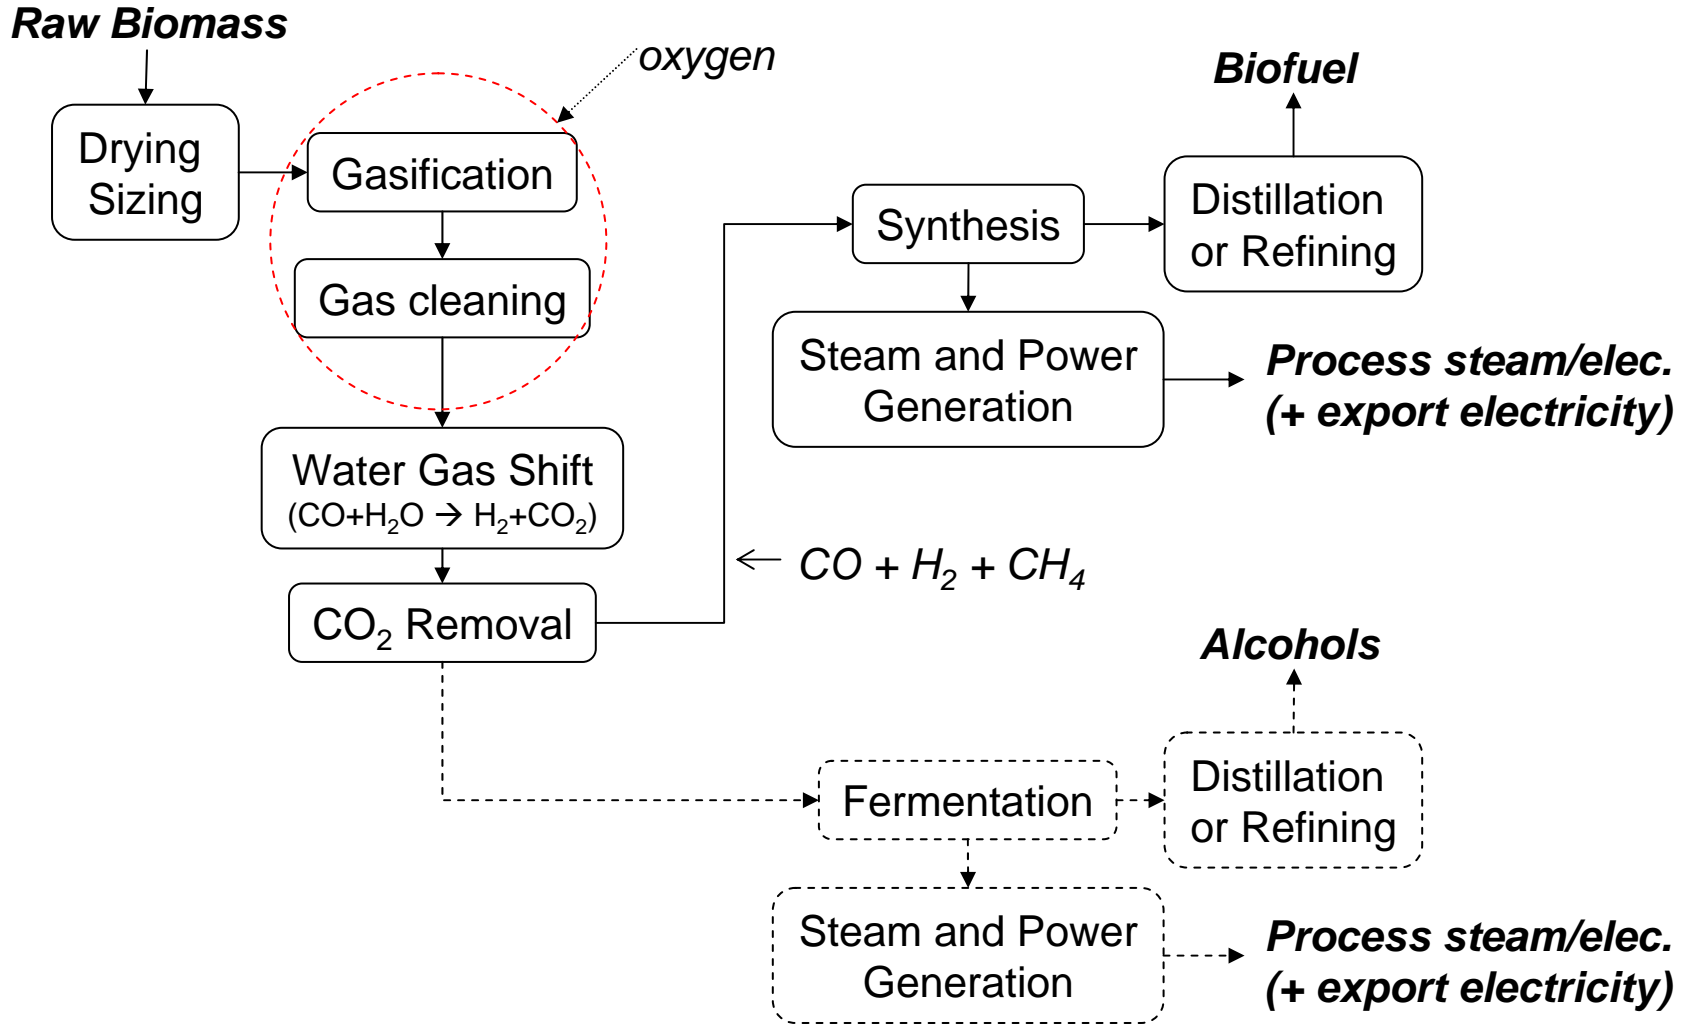 Raw Biomass
oxygen
Biofuel
Drying
Sizing
Gasification
Gas cleaning
Synthesis
Distillation
or Refining
Steam and Power
Generation
Process steam/elec.
(+ export electricity)
Water Gas Shift
(CO+H₂O → H₂+CO₂)
CO + H₂ + CH₄
CO₂ Removal
Alcohols
Fermentation
Distillation
or Refining
Steam and Power
Generation
Process steam/elec.
(+ export electricity)